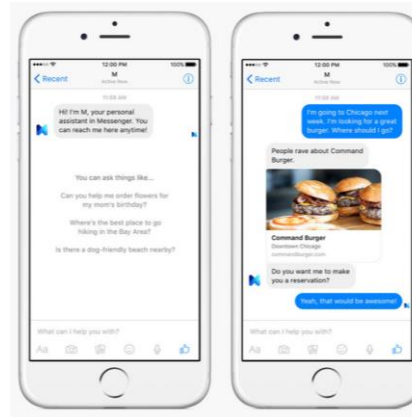 12:00 PM
100%
Recent
M
Active Now
11:53 AM
Hi! I'm M, your personal
assistant in Messenger. You
can reach me here anytime!
You can ask things like...
Can you help me order flowers for
my mom's birthday?
Where's the best place to go
hiking in the Bay Area?
Is there a dog-friendly beach nearby?
What can I help you with?
Aa
12:00 PM
100%
Recent
M
Active Now
11:53 AM
I'm going to Chicago next
week. I'm looking for a great
burger. Where should I go?
People rave about Command
Burger.
Command Burger
Downtown Chicago
commandburger.com
Do you want me to make
you a reservation?
Yeah, that would be awesome!
What can I help you with?
Aa